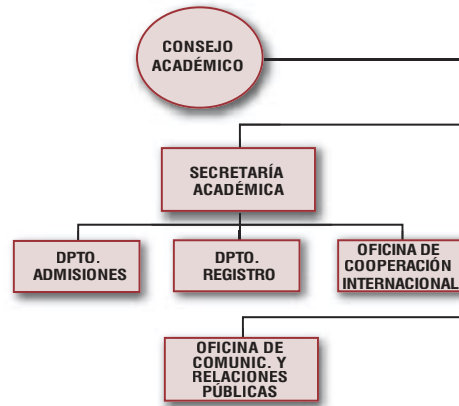 CONSEJO
ACADÉMICO
SECRETARÍA
ACADÉMICA
DPTO.
ADMISIONES
DPTO.
REGISTRO
OFICINA DE
COOPERACIÓN
INTERNACIONAL
OFICINA DE
COMUNIC. Y
RELACIONES
PÚBLICAS